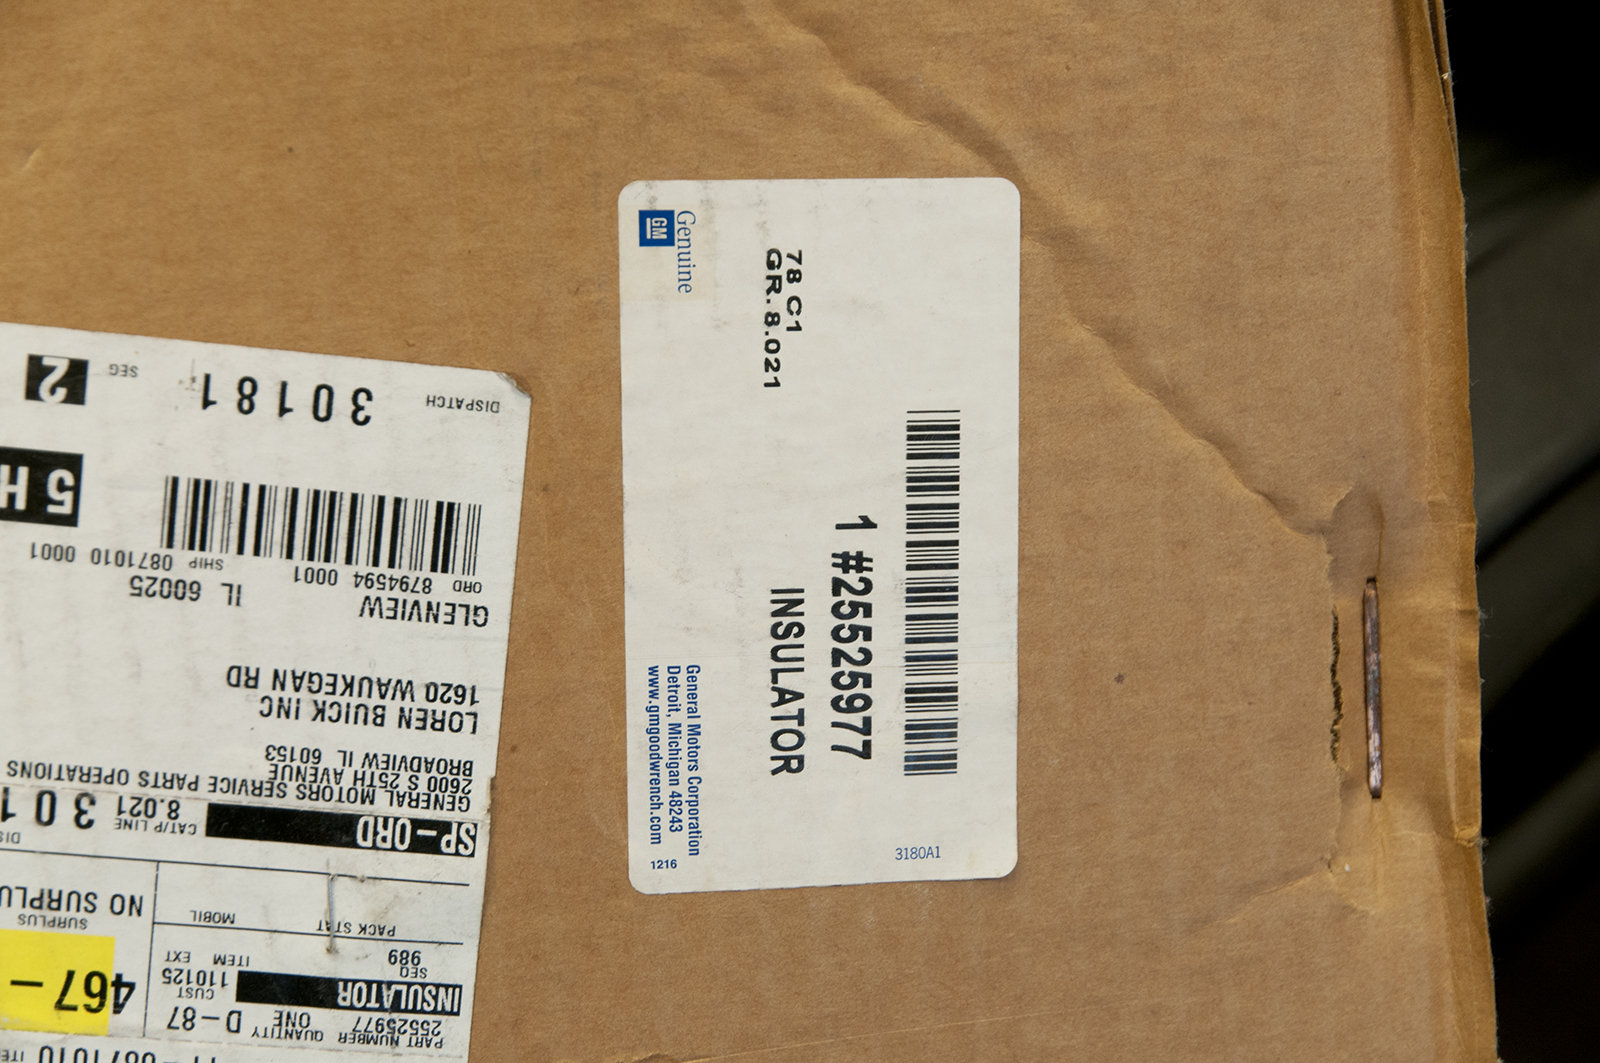 GM
Genuine
78 C1
GR. 8.021
1 #25525977
INSULATOR
General Motors Corporation
Detroit, Michigan 48243
www.gmgoodwrench.com
1216
3180A1
PART NUMBER QUANTITY
25525977 ONE D-87
INSULATOR
CUST
110125
SEQ ITEM EXT
989
467-
PACK STAT MOBIL
SURPLUS
NO SURPLU
SP-ORD
CAT/P LINE
8.021 301
GENERAL MOTORS SERVICE PARTS OPERATIONS
2600 S 25TH AVENUE
BROADVIEW IL 60153
LOREN BUICK INC
1620 WAUKEGAN RD
GLENVIEW IL 60025
ORD 8794594 0001 SHIP 0871010 0001
5 H
DISPATCH 30181 SEG 2